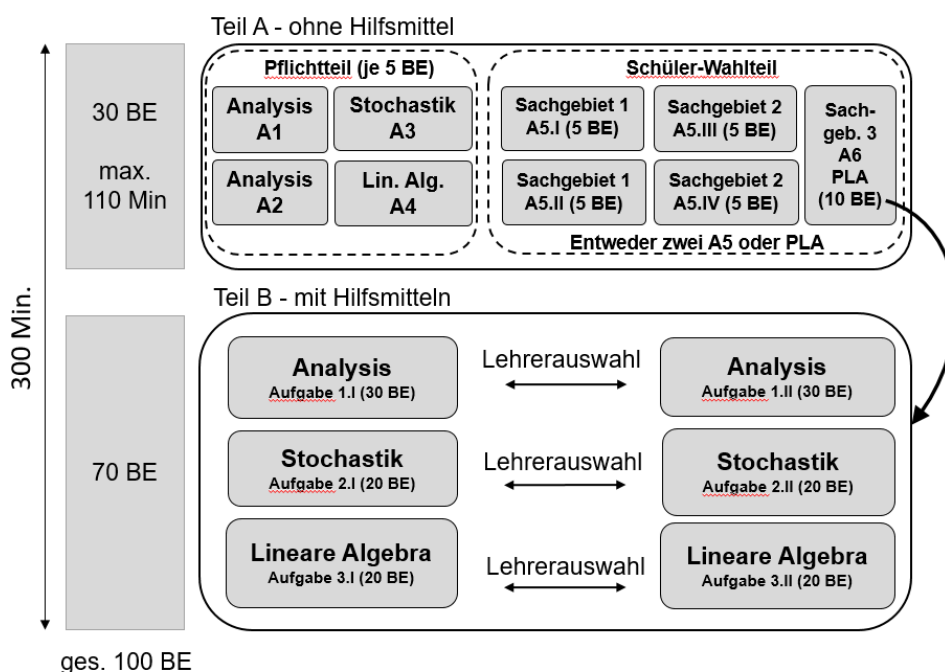 Teil A - ohne Hilfsmittel
300 Min.
30 BE
max.
110 Min
Pflichtteil (je 5 BE)
Analysis
A1
Stochastik
A3
Analysis
A2
Lin. Alg.
A4
Schüler-Wahlteil
Sachgebiet 1
A5.I (5 BE)
Sachgebiet 2
A5.III (5 BE)
Sachgebiet 1
A5.II (5 BE)
Sachgebiet 2
A5.IV (5 BE)
Sach-
geb. 3
A6
PLA
(10 BE)
Entweder zwei A5 oder PLA
Teil B - mit Hilfsmitteln
70 BE
Analysis
Aufgabe 1.I (30 BE)
Lehrerauswahl
Analysis
Aufgabe 1.II (30 BE)
Stochastik
Aufgabe 2.I (20 BE)
Lehrerauswahl
Stochastik
Aufgabe 2.II (20 BE)
Lineare Algebra
Aufgabe 3.I (20 BE)
Lehrerauswahl
Lineare Algebra
Aufgabe 3.II (20 BE)
ges. 100 BE